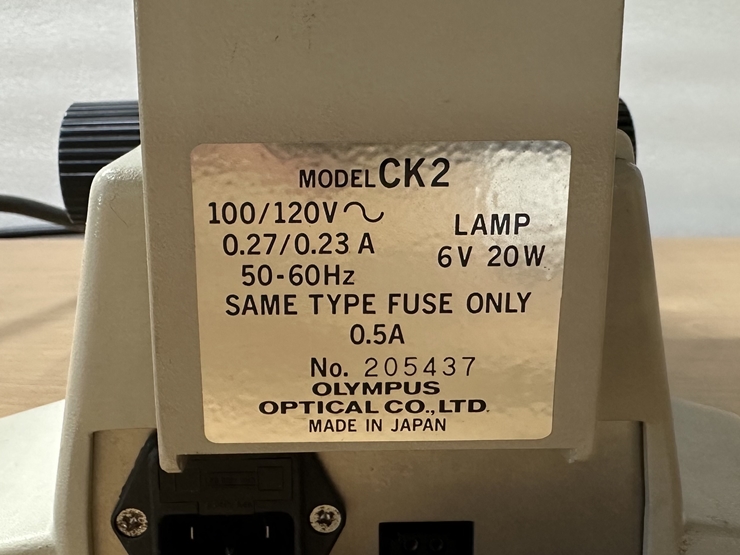 MODEL CK2
100/120V～
0.27/0.23 A
50-60Hz
LAMP
6V 20W
SAME TYPE FUSE ONLY
0.5A
No. 205437
OLYMPUS
OPTICAL CO.,LTD.
MADE IN JAPAN